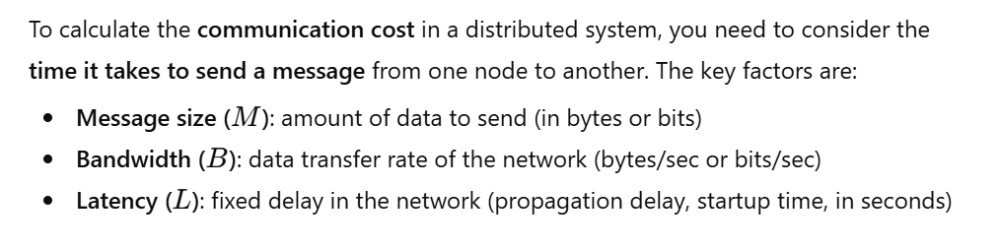 To calculate the communication cost in a distributed system, you need to consider the
time it takes to send a message from one node to another. The key factors are:
• Message size (M): amount of data to send (in bytes or bits)
• Bandwidth (B): data transfer rate of the network (bytes/sec or bits/sec)
• Latency (L): fixed delay in the network (propagation delay, startup time, in seconds)